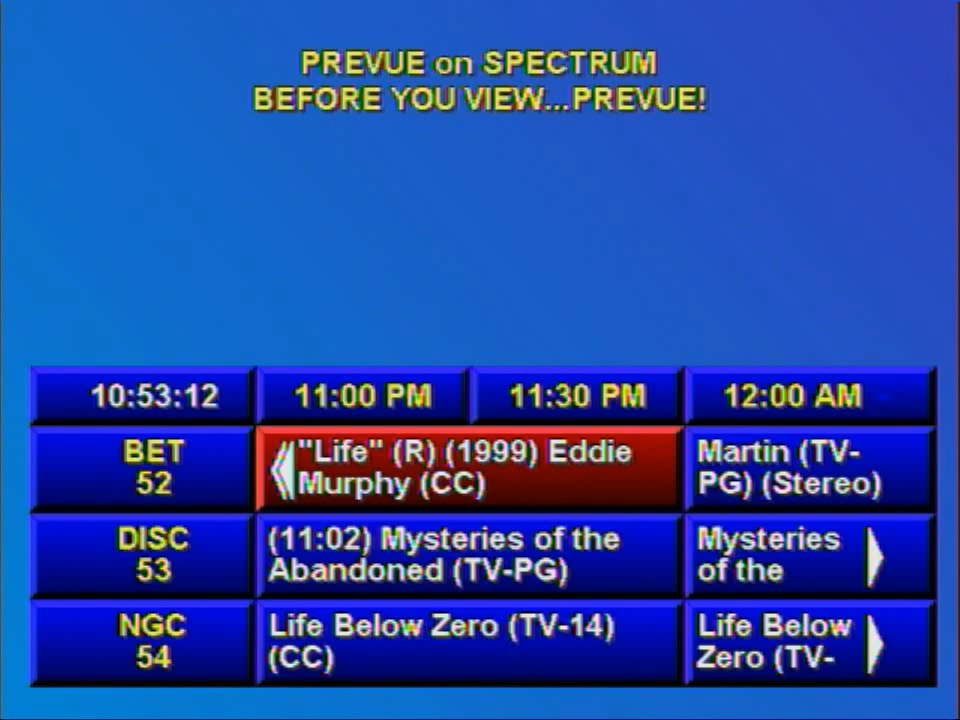 PREVUE on SPECTRUM
BEFORE YOU VIEW...PREVUE!
10:53:12 11:00 PM 11:30 PM 12:00 AM
BET
52
"Life" (R) (1999) Eddie
Murphy (CC)
Martin (TV-
PG) (Stereo)
DISC
53
(11:02) Mysteries of the
Abandoned (TV-PG)
Mysteries
of the
NGC
54
Life Below Zero (TV-14)
(CC)
Life Below
Zero (TV-